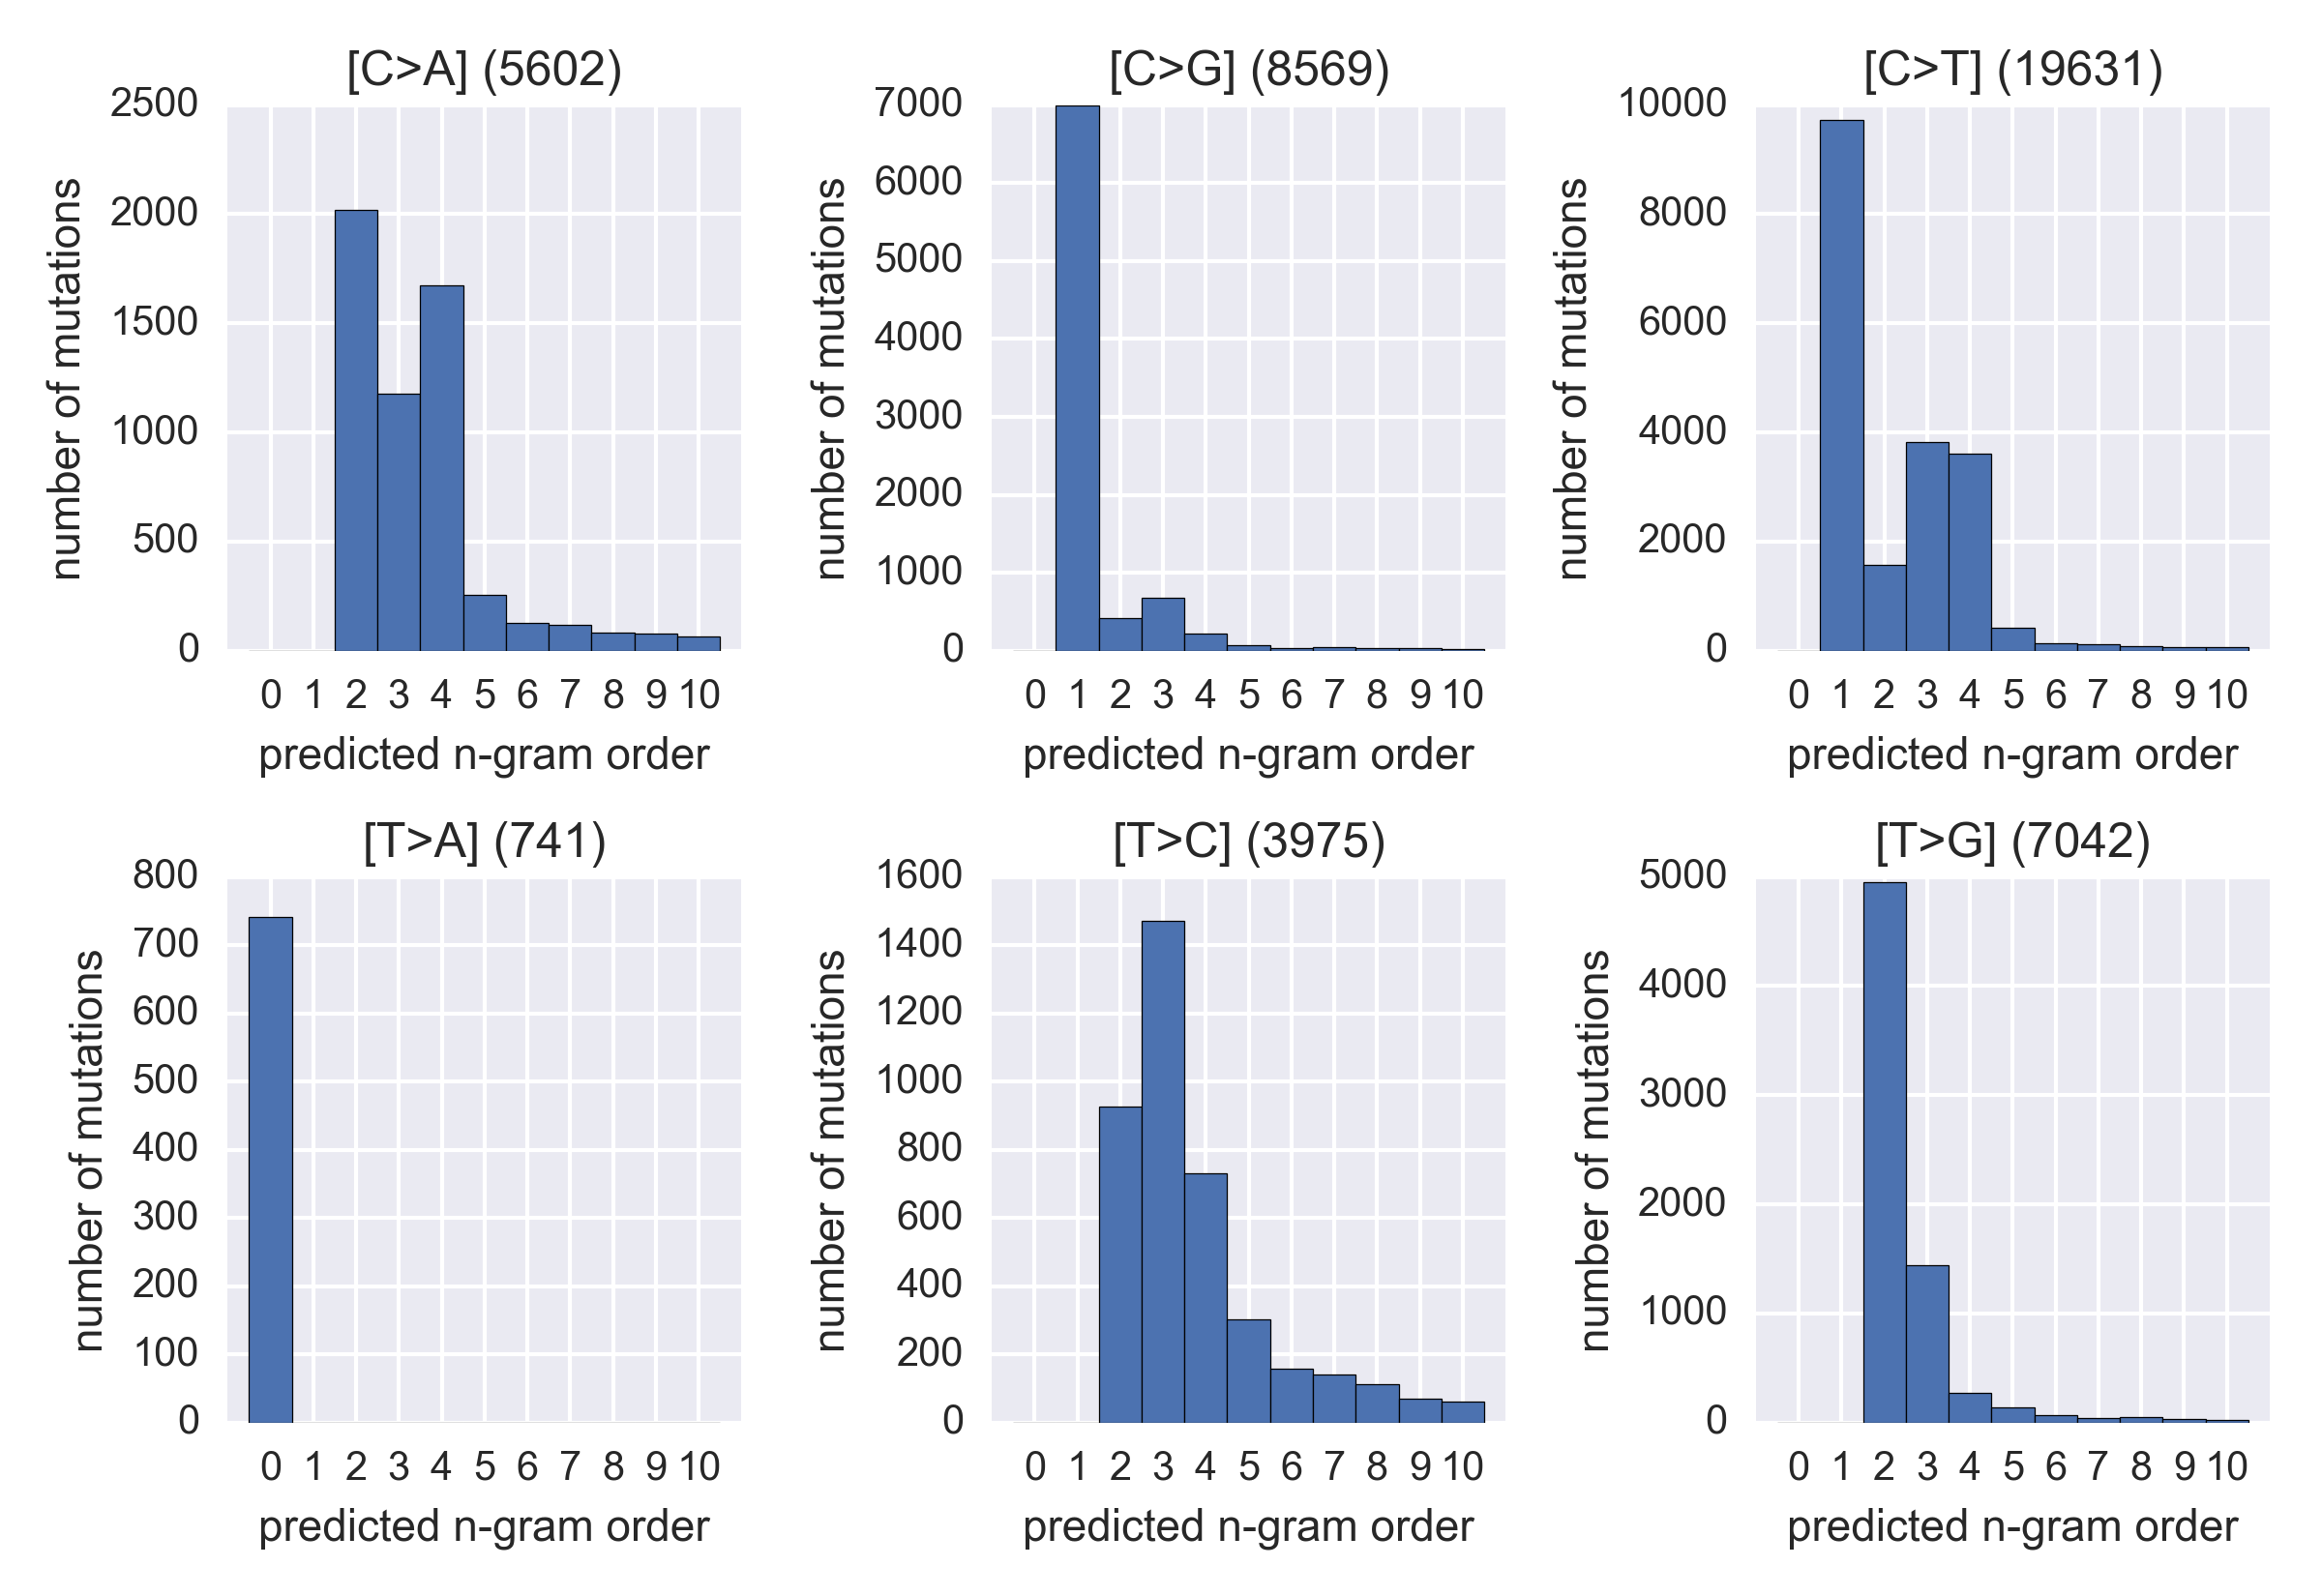 [C>A] (5602)
2500
2000
1500
1000
500
0
number of mutations
0 1 2 3 4 5 6 7 8 9 10
predicted n-gram order
[C>G] (8569)
7000
6000
5000
4000
3000
2000
1000
0
number of mutations
0 1 2 3 4 5 6 7 8 9 10
predicted n-gram order
[C>T] (19631)
10000
8000
6000
4000
2000
0
number of mutations
0 1 2 3 4 5 6 7 8 9 10
predicted n-gram order
[T>A] (741)
800
700
600
500
400
300
200
100
0
number of mutations
0 1 2 3 4 5 6 7 8 9 10
predicted n-gram order
[T>C] (3975)
1600
1400
1200
1000
800
600
400
200
0
number of mutations
0 1 2 3 4 5 6 7 8 9 10
predicted n-gram order
[T>G] (7042)
5000
4000
3000
2000
1000
0
number of mutations
0 1 2 3 4 5 6 7 8 9 10
predicted n-gram order